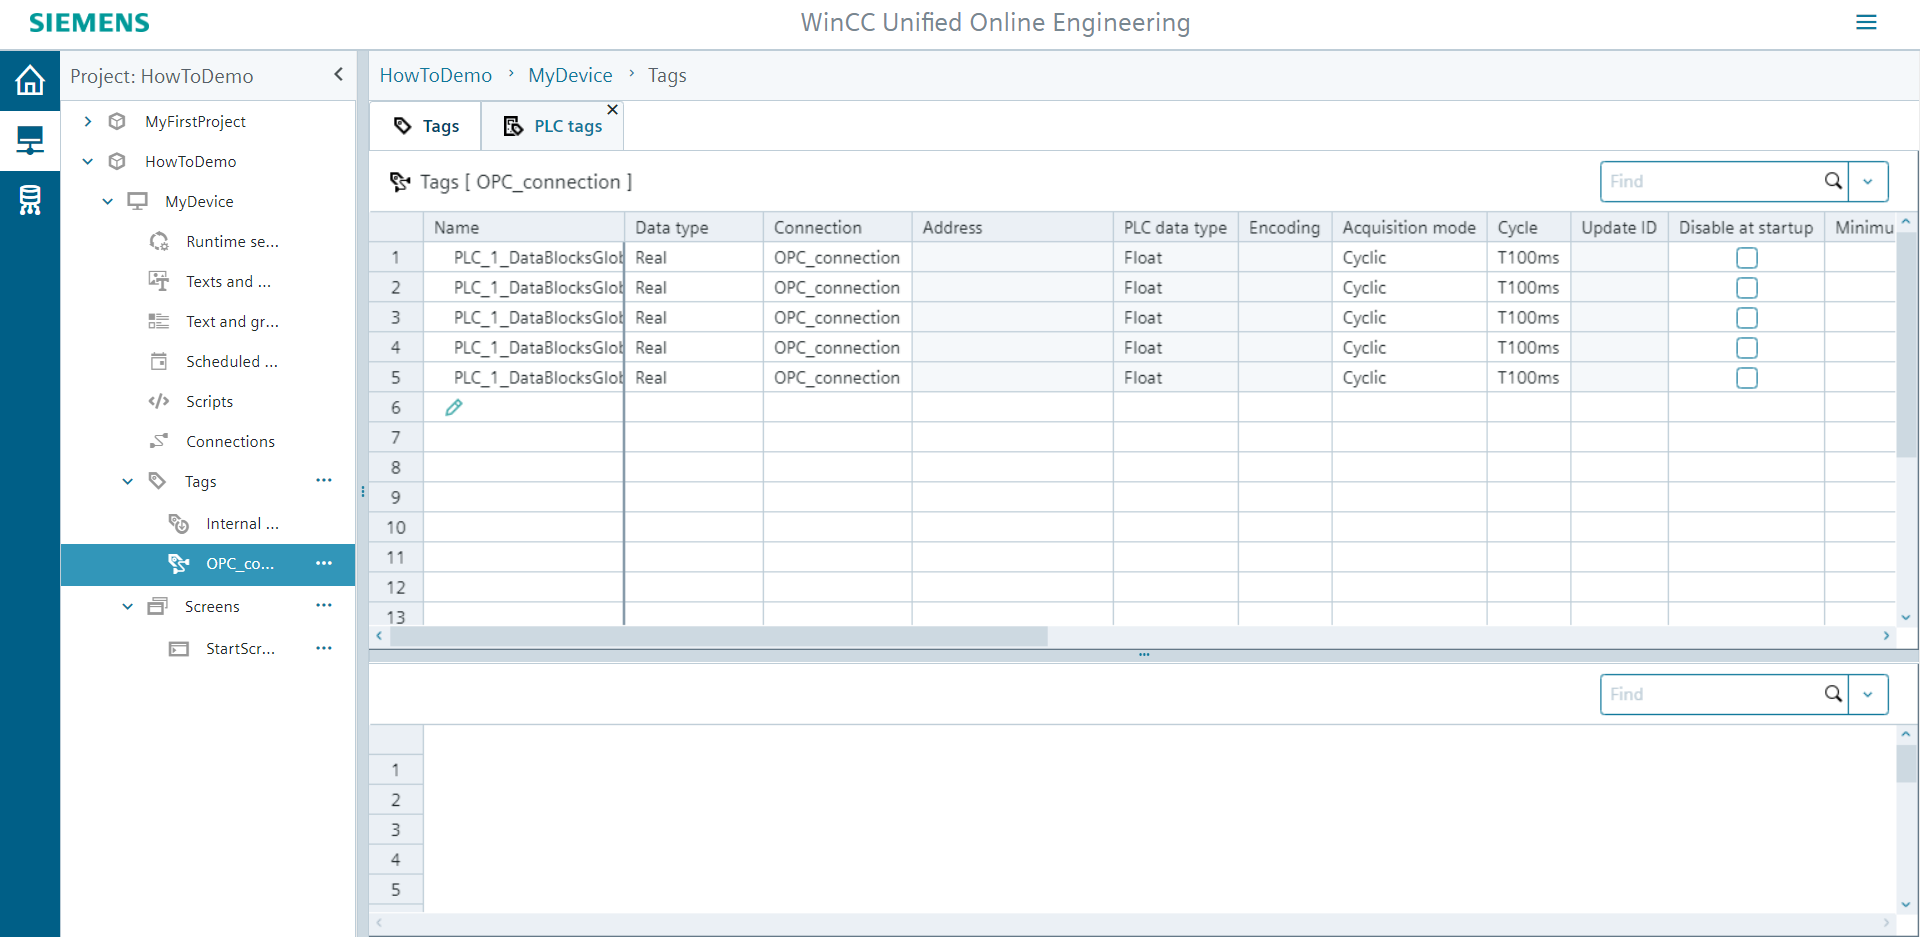 SIEMENS
WinCC Unified Online Engineering
Project: HowToDemo
HowToDemo › MyDevice › Tags
MyFirstProject
HowToDemo
MyDevice
Runtime se...
Texts and ...
Text and gr...
Scheduled ...
Scripts
Connections
Tags
Internal ...
OPC_co...
Screens
StartScr...
Tags
PLC tags
Tags [ OPC_connection ]
Find
Name Data type Connection Address PLC data type Encoding Acquisition mode Cycle Update ID Disable at startup Minimu
1 PLC_1_DataBlocksGlob Real OPC_connection Float Cyclic T100ms
2 PLC_1_DataBlocksGlob Real OPC_connection Float Cyclic T100ms
3 PLC_1_DataBlocksGlob Real OPC_connection Float Cyclic T100ms
4 PLC_1_DataBlocksGlob Real OPC_connection Float Cyclic T100ms
5 PLC_1_DataBlocksGlob Real OPC_connection Float Cyclic T100ms
6
7
8
9
10
11
12
13
Find
1
2
3
4
5